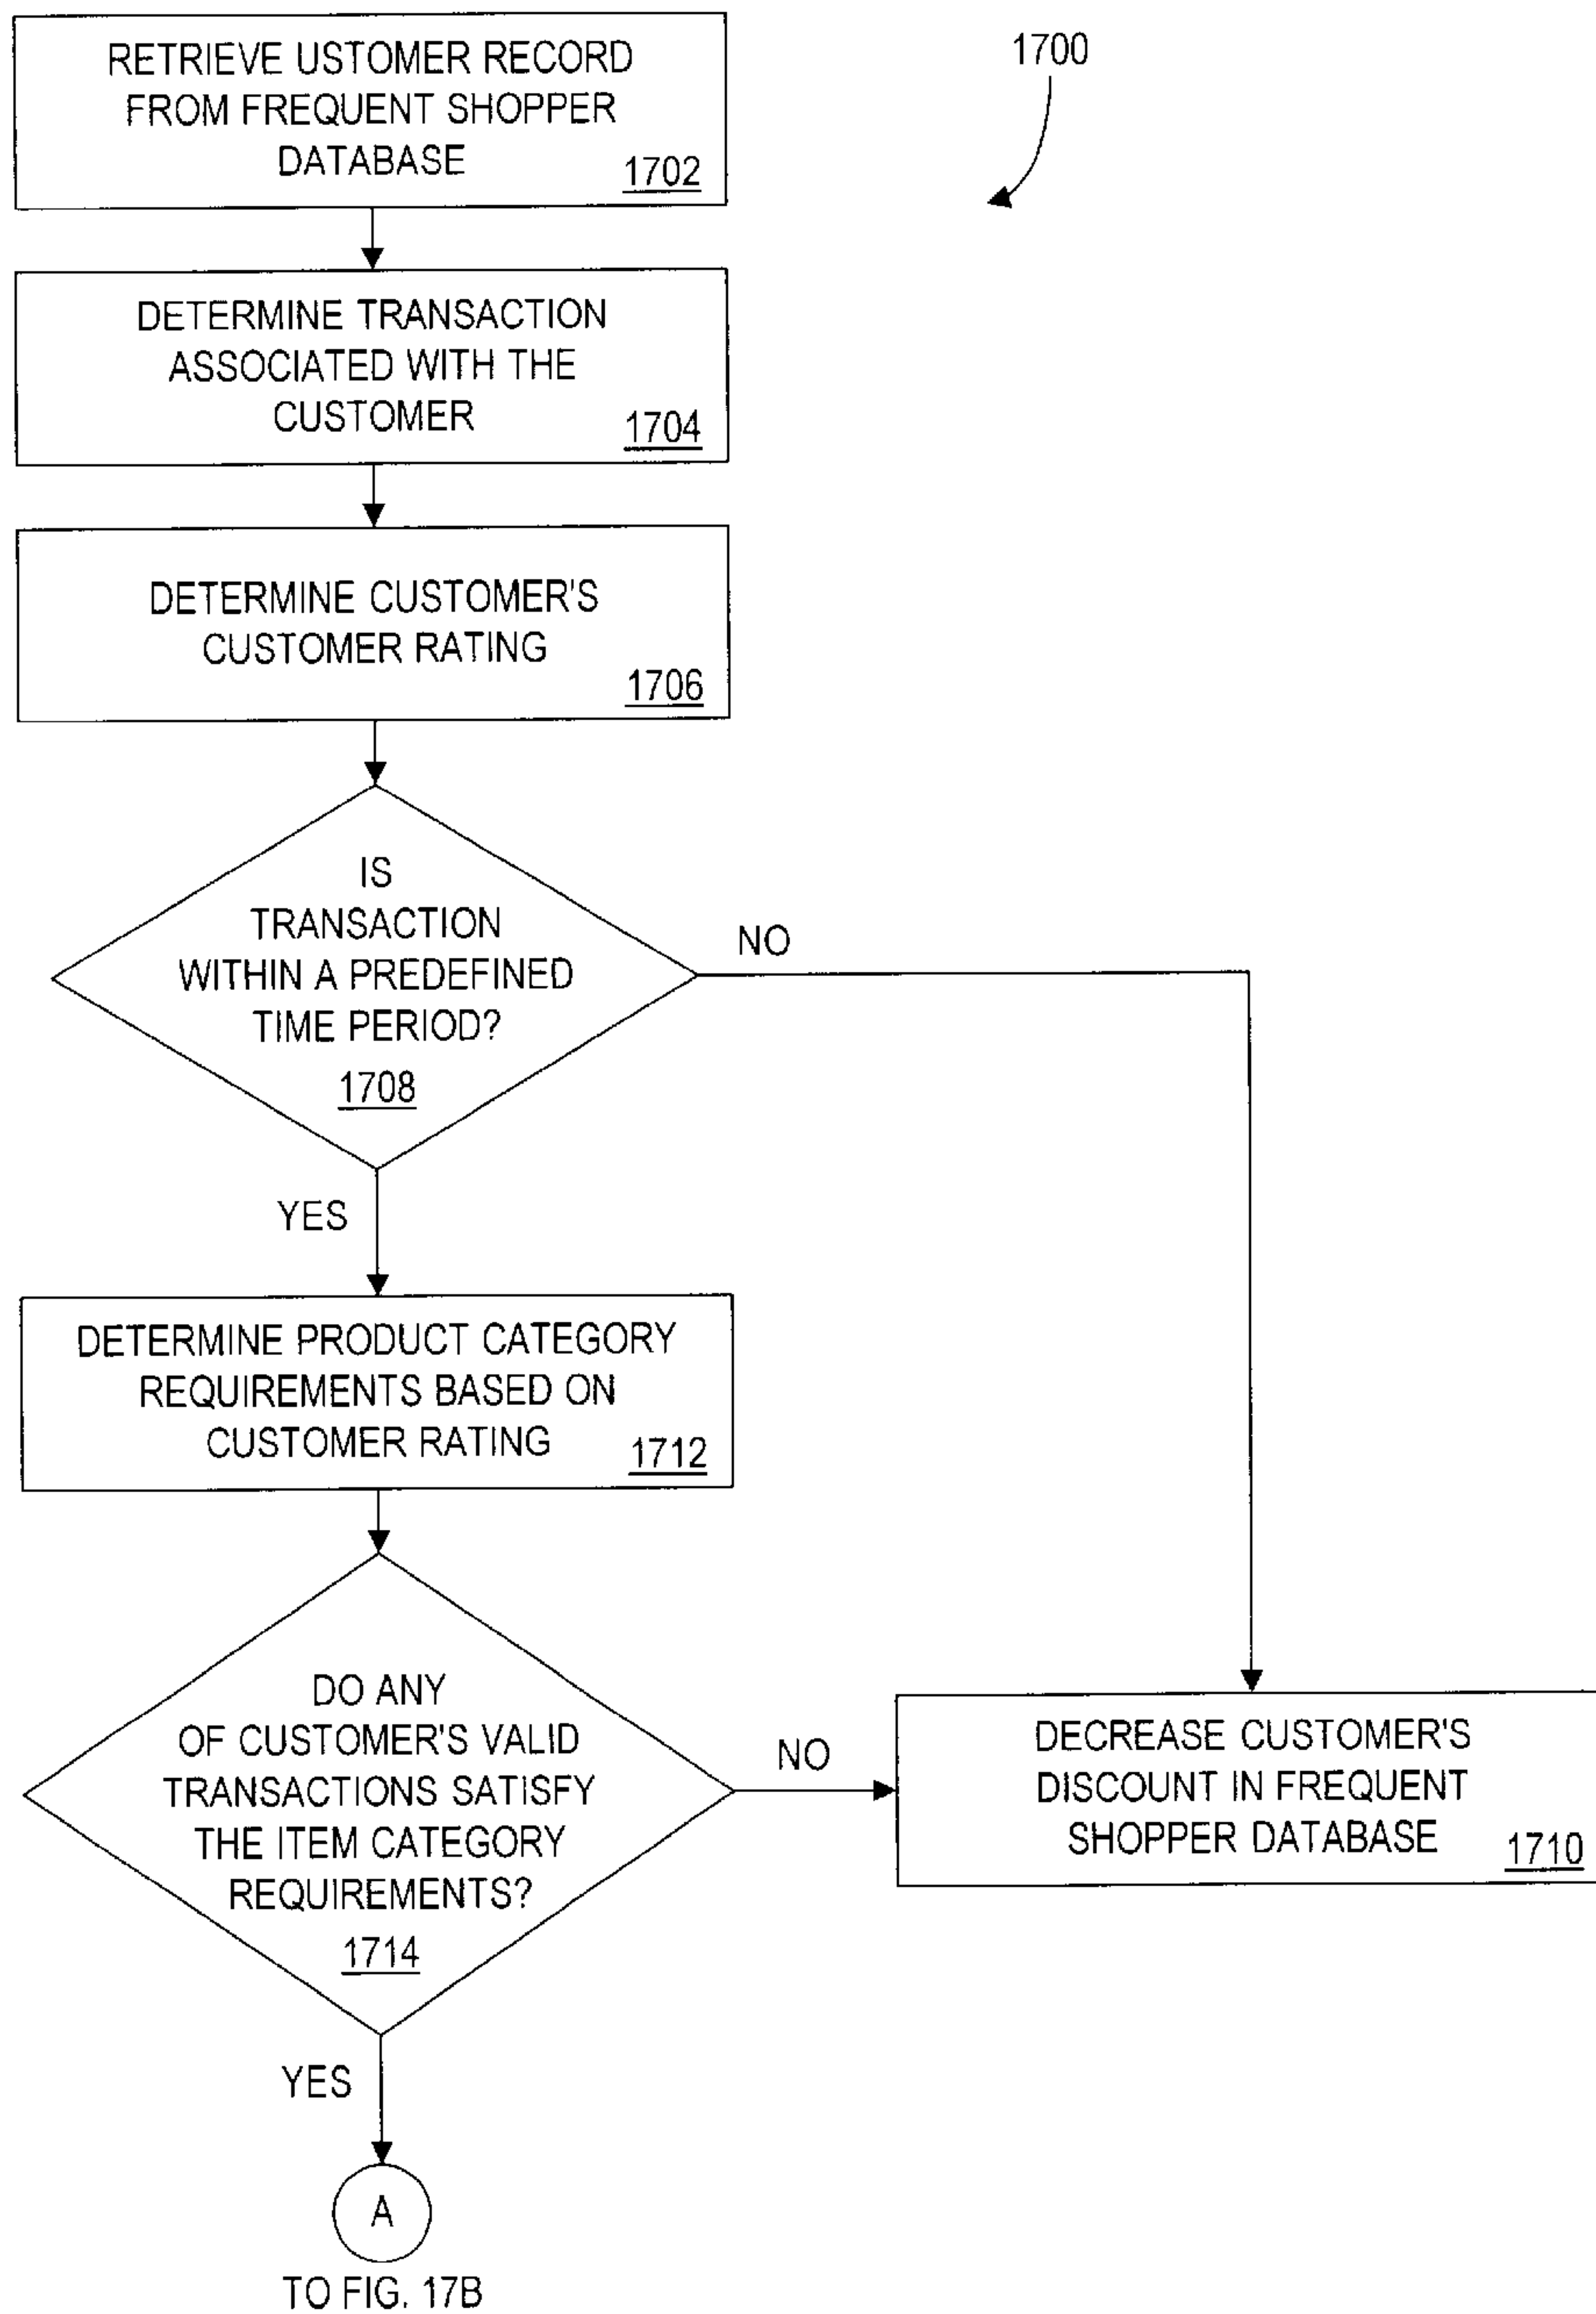 RETRIEVE USTOMER RECORD
FROM FREQUENT SHOPPER
DATABASE
1702
1700
DETERMINE TRANSACTION
ASSOCIATED WITH THE
CUSTOMER
1704
DETERMINE CUSTOMER'S
CUSTOMER RATING
1706
IS
TRANSACTION
WITHIN A PREDEFINED
TIME PERIOD?
1708
NO
YES
DETERMINE PRODUCT CATEGORY
REQUIREMENTS BASED ON
CUSTOMER RATING
1712
DO ANY
OF CUSTOMER'S VALID
TRANSACTIONS SATISFY
THE ITEM CATEGORY
REQUIREMENTS?
1714
NO
DECREASE CUSTOMER'S
DISCOUNT IN FREQUENT
SHOPPER DATABASE
1710
YES
A
TO FIG. 17B